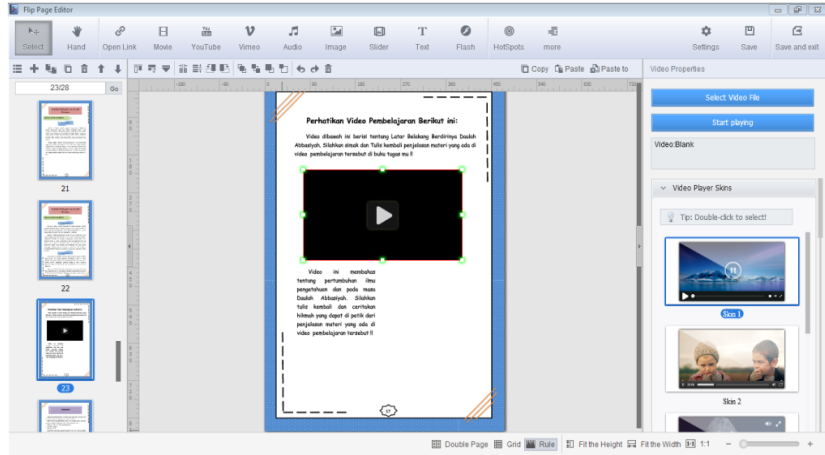 Flip Page Editor
Select Hand Open Link Movie YouTube Vimeo Audio Image Slider Text Flash HotSpots more Settings Save Save and exit
Copy Paste Paste to
Video Properties
23/28 Go
Select Video File
Start playing
Video:Blank
Video Player Skins
Tip: Double-click to select!
Skin 1
Skin 2
21
22
23
Perhatikan Video Pembelajaran Berikut ini:
Video dibawah ini berisi tentang Latar Belakang Berdirinya Daulah
Abbasiyah. Silahkan simak dan Tulis kembali penjelasan materi yang ada di
video pembelajaran tersebut di buku tugas mu !!
Video ini membahas
tentang pertumbuhan ilmu
pengetahuan dan pada masa
Daulah Abbasiyah. Silahkan
tulis kembali dan ceritakan
hikmah yang dapat di petik dari
penjelasan materi yang ada di
video pembelajaran tersebut !!
17
Double Page Grid Rule Fit the Height Fit the Width 1:1